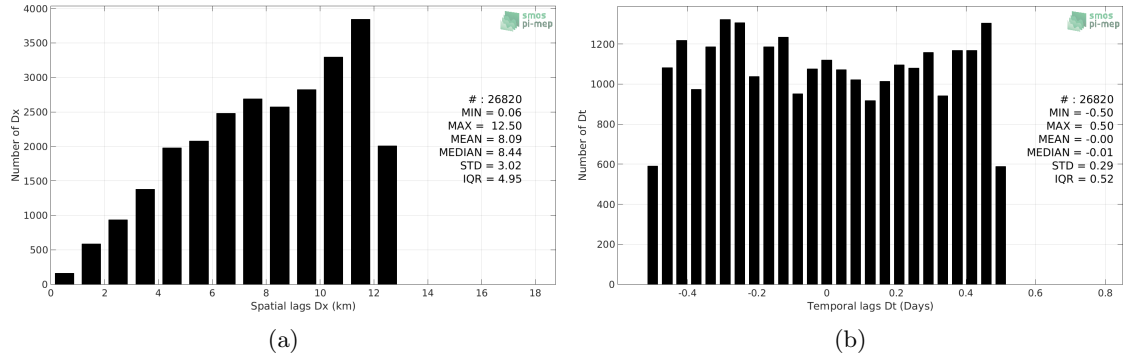 4000
3500
3000
2500
2000
1500
1000
500
0
Number of Dx
0 2 4 6 8 10 12 14 16 18
Spatial lags Dx (km)
smos
pi-mep
# : 26820
MIN = 0.06
MAX = 12.50
MEAN = 8.09
MEDIAN = 8.44
STD = 3.02
IQR = 4.95
(a)
1200
1000
800
600
400
200
0
Number of Dt
-0.4 -0.2 0 0.2 0.4 0.6 0.8
Temporal lags Dt (Days)
smos
pi-mep
# : 26820
MIN = -0.50
MAX = 0.50
MEAN = -0.00
MEDIAN = -0.01
STD = 0.29
IQR = 0.52
(b)